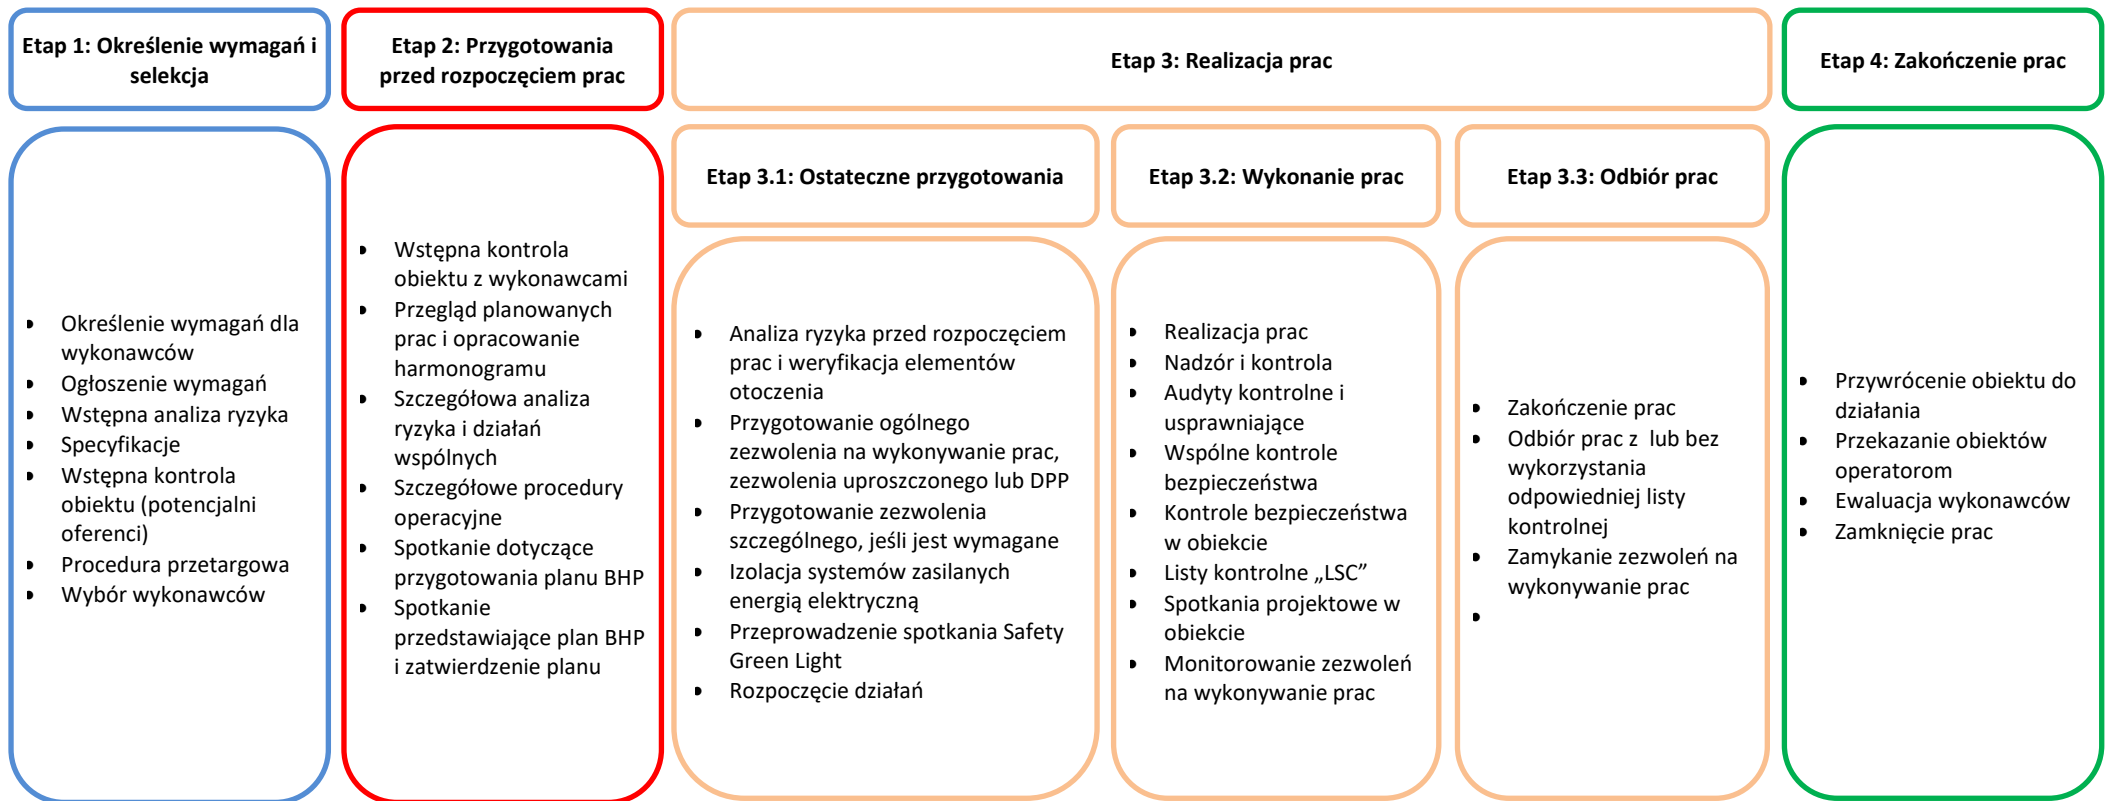 Etap 1: Określenie wymagań i
selekcja
Etap 2: Przygotowania
przed rozpoczęciem prac
Etap 3: Realizacja prac
Etap 4: Zakończenie prac
• Określenie wymagań dla
wykonawców
• Ogłoszenie wymagań
• Wstępna analiza ryzyka
• Specyfikacje
• Wstępna kontrola
obiektu (potencjalni
oferenci)
• Procedura przetargowa
• Wybór wykonawców
• Wstępna kontrola
obiektu z wykonawcami
• Przegląd planowanych
prac i opracowanie
harmonogramu
• Szczegółowa analiza
ryzyka i działań
wspólnych
• Szczegółowe procedury
operacyjne
• Spotkanie dotyczące
przygotowania planu BHP
• Spotkanie
przedstawiające plan BHP
i zatwierdzenie planu
Etap 3.1: Ostateczne przygotowania
• Analiza ryzyka przed rozpoczęciem
prac i weryfikacja elementów
otoczenia
• Przygotowanie ogólnego
zezwolenia na wykonywanie prac,
zezwolenia uproszczonego lub DPP
• Przygotowanie zezwolenia
szczególnego, jeśli jest wymagane
• Izolacja systemów zasilanych
energią elektryczną
• Przeprowadzenie spotkania Safety
Green Light
• Rozpoczęcie działań
Etap 3.2: Wykonanie prac
• Realizacja prac
• Nadzór i kontrola
• Audyty kontrolne i
usprawniające
• Wspólne kontrole
bezpieczeństwa
• Kontrole bezpieczeństwa
w obiekcie
• Listy kontrolne „LSC”
• Spotkania projektowe w
obiekcie
• Monitorowanie zezwoleń
na wykonywanie prac
Etap 3.3: Odbiór prac
• Zakończenie prac
• Odbiór prac z lub bez
wykorzystania
odpowiedniej listy
kontrolnej
• Zamykanie zezwoleń na
wykonywanie prac
•
• Przywrócenie obiektu do
działania
• Przekazanie obiektów
operatorom
• Ewaluacja wykonawców
• Zamknięcie prac